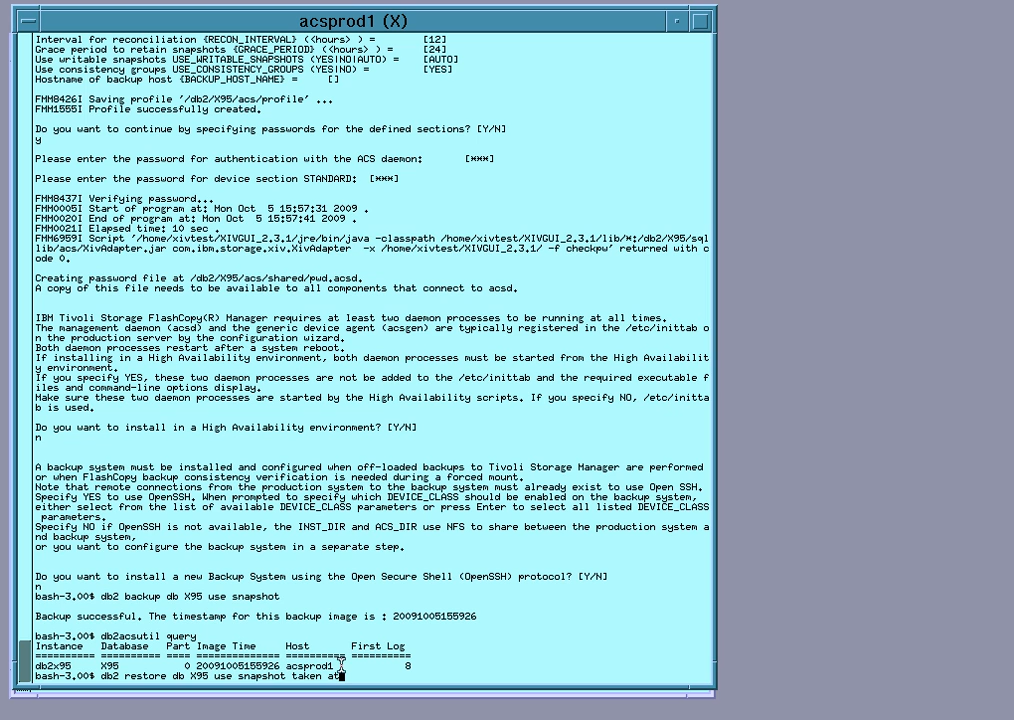 acsprod1 (X)
Interval for reconciliation {RECON_INTERVAL} (<hours> ) =        [12]
Grace period to retain snapshots {GRACE_PERIOD} (<hours> ) =     [24]
Use writable snapshots USE_WRITABLE_SNAPSHOTS (YES|NO|AUTO) =    [AUTO]
Use consistency groups USE_CONSISTENCY_GROUPS (YES|NO) =         [YES]
Hostname of backup host {BACKUP_HOST_NAME} =     []
FMM8426I Saving profile '/db2/X95/acs/profile' ...
FMM1555I Profile successfully created.
Do you want to continue by specifying passwords for the defined sections? [Y/N]
y
Please enter the password for authentication with the ACS daemon:       [***]
Please enter the password for device section STANDARD:  [***]
FMM8437I Verifying password...
FMM0005I Start of program at: Mon Oct  5 15:57:31 2009 .
FMM0020I End of program at: Mon Oct  5 15:57:41 2009 .
FMM0021I Elapsed time: 10 sec .
FMM6959I Script '/home/xivtest/XIVGUI_2.3.1/jre/bin/java -classpath /home/xivtest/XIVGUI_2.3.1/lib/*:/db2/X95/sql
lib/acs/XivAdapter.jar com.ibm.storage.xiv.XivAdapter  -x /home/xivtest/XIVGUI_2.3.1/ -f checkpw' returned with c
ode 0.
Creating password file at /db2/X95/acs/shared/pwd.acsd.
A copy of this file needs to be available to all components that connect to acsd.
IBM Tivoli Storage FlashCopy(R) Manager requires at least two daemon processes to be running at all times.
The management daemon (acsd) and the generic device agent (acsgen) are typically registered in the /etc/inittab o
n the production server by the configuration wizard.
Both daemon processes restart after a system reboot.
If installing in a High Availability environment, both daemon processes must be started from the High Availabilit
y environment.
If you specify YES, these two daemon processes are not be added to the /etc/inittab and the required executable f
iles and command-line options display.
Make sure these two daemon processes are started by the High Availability scripts. If you specify NO, /etc/initta
b is used.
Do you want to install in a High Availability environment? [Y/N]
n
A backup system must be installed and configured when off-loaded backups to Tivoli Storage Manager are performed
or when FlashCopy backup consistency verification is needed during a forced mount.
Note that remote connections from the production system to the backup system must already exist to use Open SSH.
Specify YES to use OpenSSH. When prompted to specify which DEVICE_CLASS should be enabled on the backup system,
either select from the list of available DEVICE_CLASS parameters or press Enter to select all listed DEVICE_CLASS
 parameters.
Specify NO if OpenSSH is not available, the INST_DIR and ACS_DIR use NFS to share between the production system a
nd backup system,
or you want to configure the backup system in a separate step.
Do you want to install a new Backup System using the Open Secure Shell (OpenSSH) protocol? [Y/N]
n
bash-3.00$ db2 backup db X95 use snapshot
Backup successful. The timestamp for this backup image is : 20091005155926
bash-3.00$ db2acsutil query
Instance   Database   Part Image Time     Host       First Log
========== ========== ==== ============== ========== ==========
db2x95     X95           0 20091005155926 acsprod1            8
bash-3.00$ db2 restore db X95 use snapshot taken at